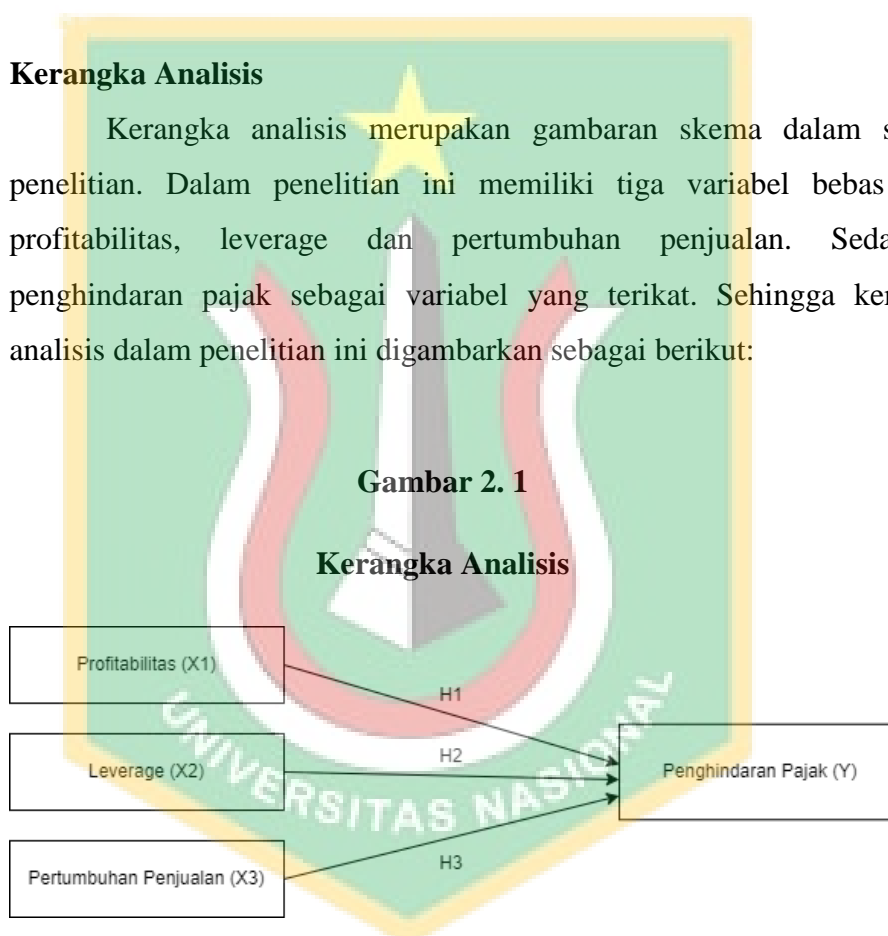 Kerangka Analisis
Kerangka analisis merupakan gambaran skema dalam
penelitian. Dalam penelitian ini memiliki tiga variabel bebas
profitabilitas, leverage dan pertumbuhan penjualan.
penghindaran pajak sebagai variabel yang terikat. Sehingga
analisis dalam penelitian ini digambarkan sebagai berikut:
Gambar 2. 1
Kerangka Analisis
Profitabilitas (X1)
H1
Leverage (X2)
H2
Penghindaran Pajak (Y)
Pertumbuhan Penjualan (X3)
H3
UNIVERSITAS NASIONAL